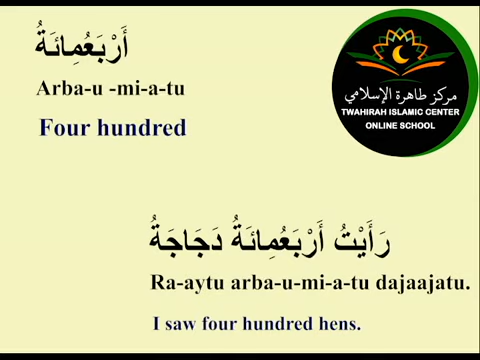 أَرْبَعُمِائَةُ
Arba-u -mi-a-tu
Four hundred
مركز طاهرة الإسلامي
TWAHIRAH ISLAMIC CENTER
ONLINE SCHOOL
رَأَيْتُ أَرْبَعُمِائَةُ دَجَاجَةُ
Ra-aytu arba-u-mi-a-tu dajaajatu.
I saw four hundred hens.